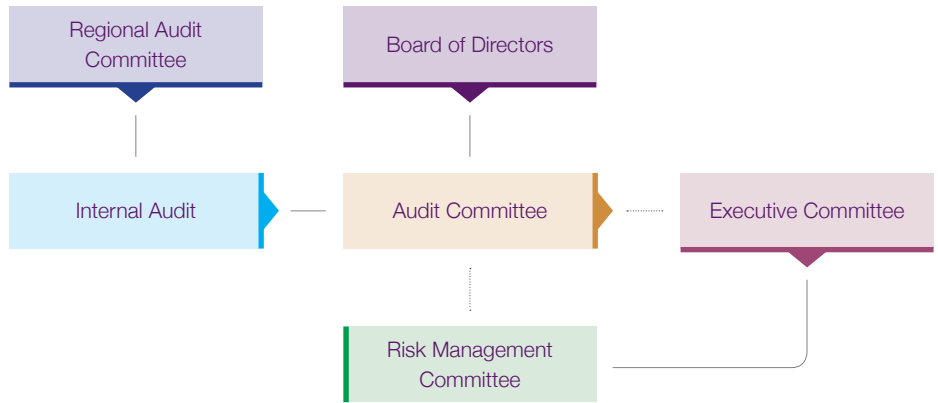 Regional Audit
Committee
Board of Directors
Internal Audit
Audit Committee
Executive Committee
Risk Management
Committee